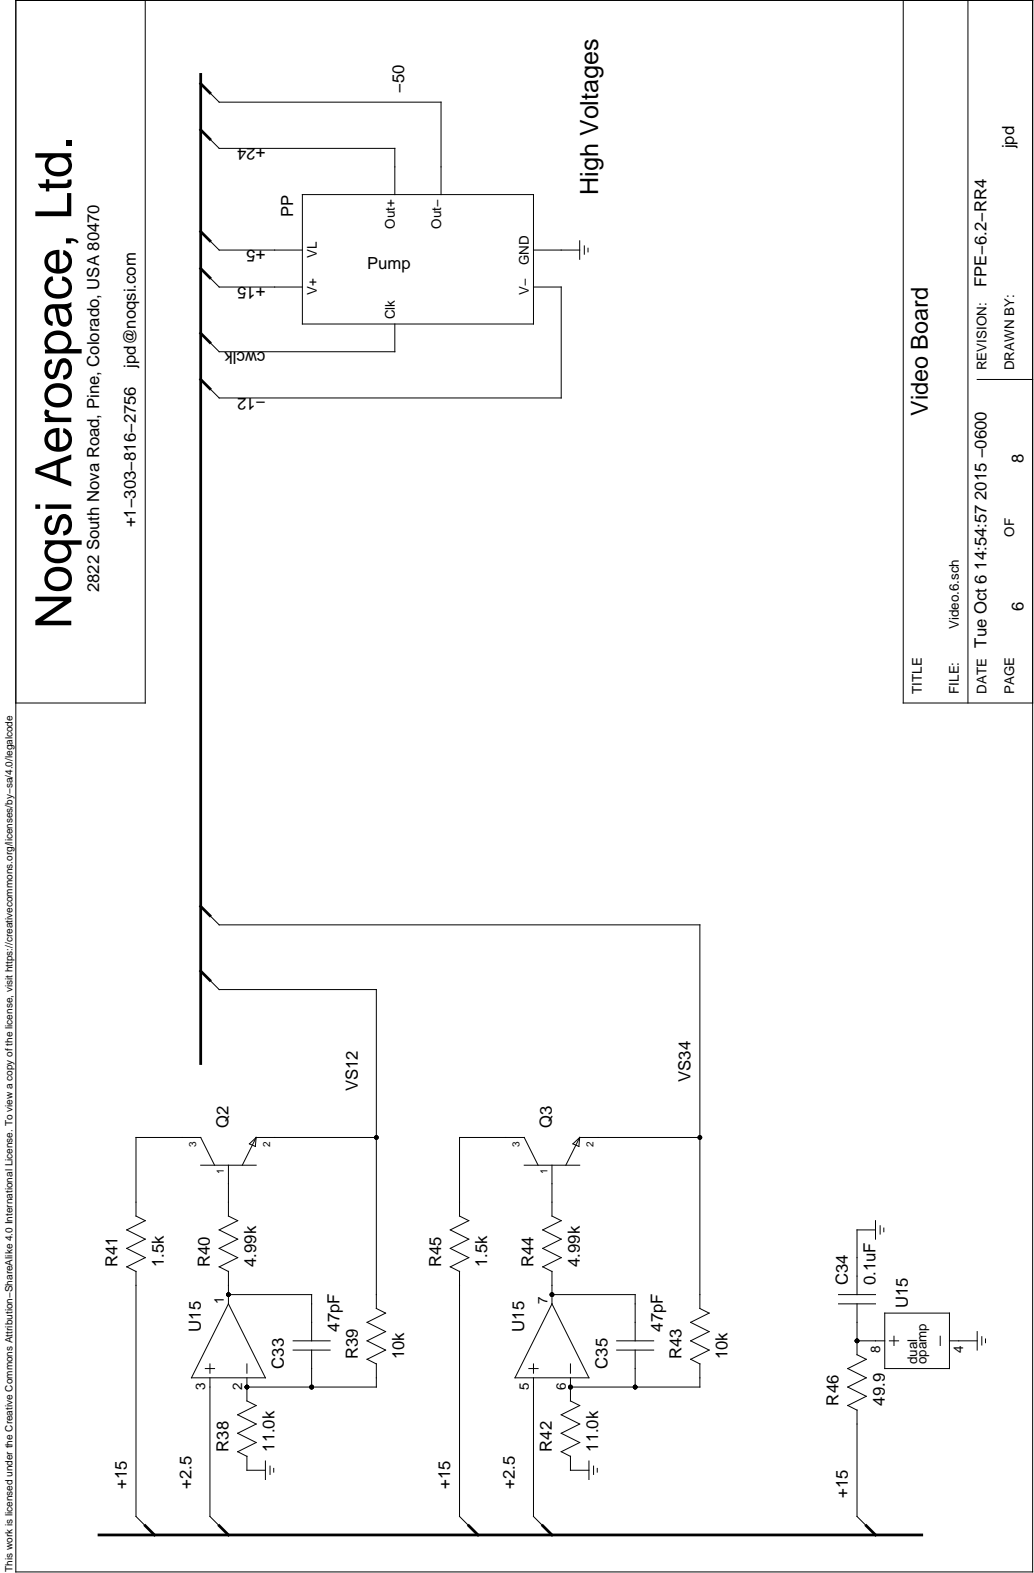 This work is licensed under the Creative Commons Attribution−ShareAlike 4.0 International License. To view a copy of the license, visit https://creativecommons.org/licenses/by−sa/4.0/legalcode
Noqsi Aerospace, Ltd.
2822 South Nova Road, Pine, Colorado, USA 80470
+1−303−816−2756 jpd@noqsi.com
+15
R41
1.5k
3
Q2
1
2
+2.5
3
+
2
−
U15
1
R40
4.99k
R38
11.0k
C33
47pF
R39
10k
VS12
+15
R45
1.5k
3
Q3
1
2
+2.5
5
+
6
−
U15
7
R44
4.99k
R42
11.0k
C35
47pF
R43
10k
VS34
+15
R46
49.9
C34
0.1uF
U15
8
+
dual
opamp
−
4
−12
cwclk
+15
+5
+24
−50
PP
V+
VL
Clk
Pump
Out+
Out−
V−
GND
High Voltages
TITLE
Video Board
FILE: Video.6.sch
DATE Tue Oct 6 14:54:57 2015 −0600
REVISION: FPE−6.2−RR4
PAGE 6 OF 8
DRAWN BY: jpd